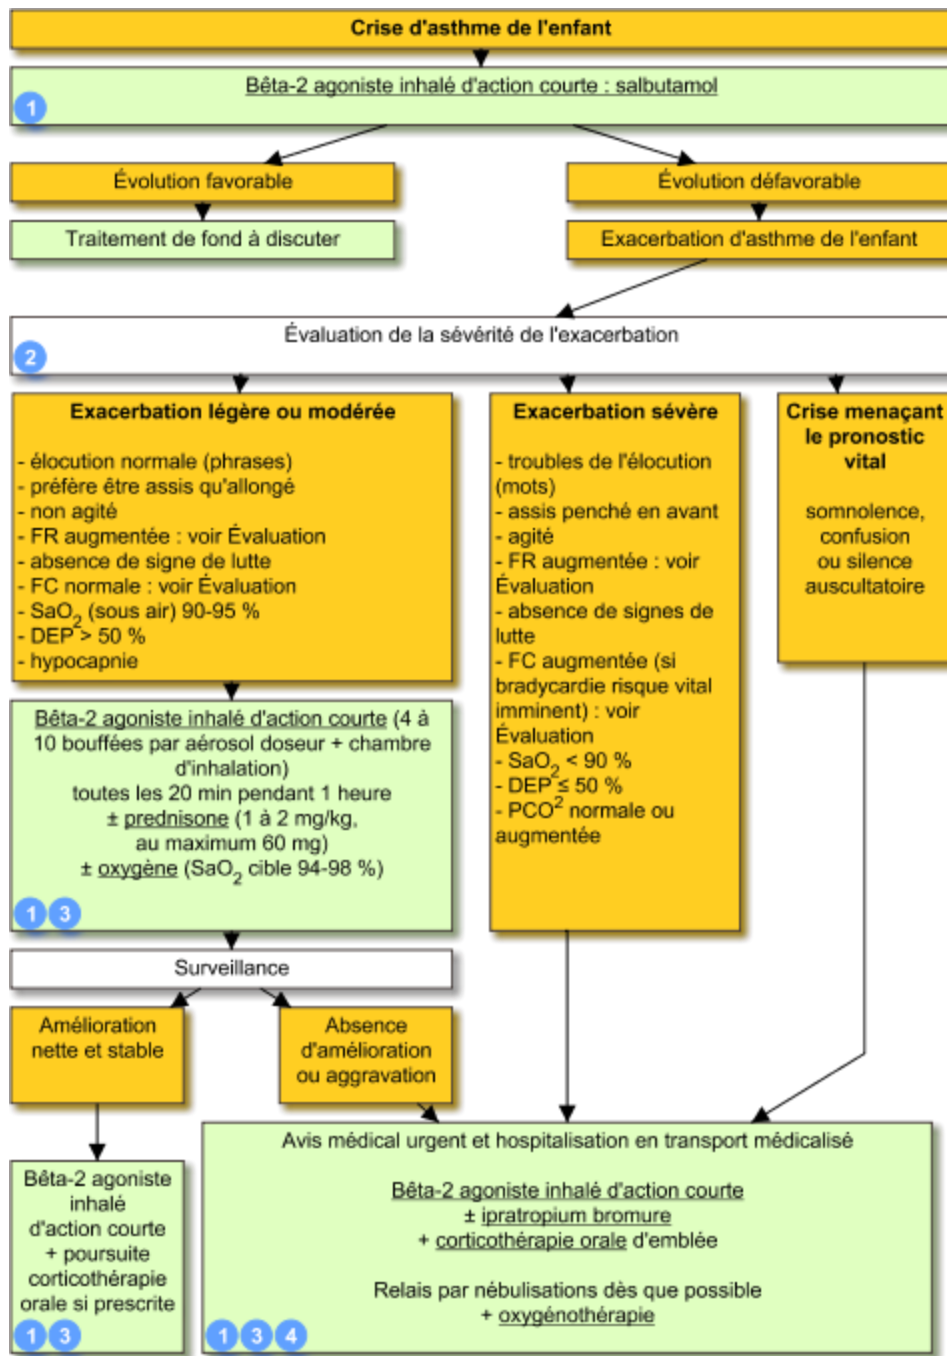 Crise d'asthme de l'enfant
Bêta-2 agoniste inhalé d'action courte : salbutamol
1
Évolution favorable
Évolution défavorable
Traitement de fond à discuter
Exacerbation d'asthme de l'enfant
Évaluation de la sévérité de l'exacerbation
2
Exacerbation légère ou modérée
- élocution normale (phrases)
- préfère être assis qu'allongé
- non agité
- FR augmentée : voir Évaluation
- absence de signe de lutte
- FC normale : voir Évaluation
- SaO2 (sous air) 90-95 %
- DEP > 50 %
- hypocapnie
Exacerbation sévère
- troubles de l'élocution
(mots)
- assis penché en avant
- agité
- FR augmentée : voir
Évaluation
- absence de signes de
lutte
- FC augmentée (si
bradycardie risque vital
imminent) : voir
Évaluation
- SaO2 < 90 %
- DEP ≤ 50 %
- PCO2 normale ou
augmentée
Crise menaçant
le pronostic
vital
somnolence,
confusion
ou silence
auscultatoire
Bêta-2 agoniste inhalé d'action courte (4 à
10 bouffées par aérosol doseur + chambre
d'inhalation)
toutes les 20 min pendant 1 heure
± prednisone (1 à 2 mg/kg,
au maximum 60 mg)
± oxygène (SaO2 cible 94-98 %)
1 3
Surveillance
Amélioration
nette et stable
Absence
d'amélioration
ou aggravation
Bêta-2 agoniste
inhalé
d'action courte
+ poursuite
corticothérapie
orale si prescrite
1 3
Avis médical urgent et hospitalisation en transport médicalisé
Bêta-2 agoniste inhalé d'action courte
± ipratropium bromure
+ corticothérapie orale d'emblée
Relais par nébulisations dès que possible
+ oxygénothérapie
1 3 4